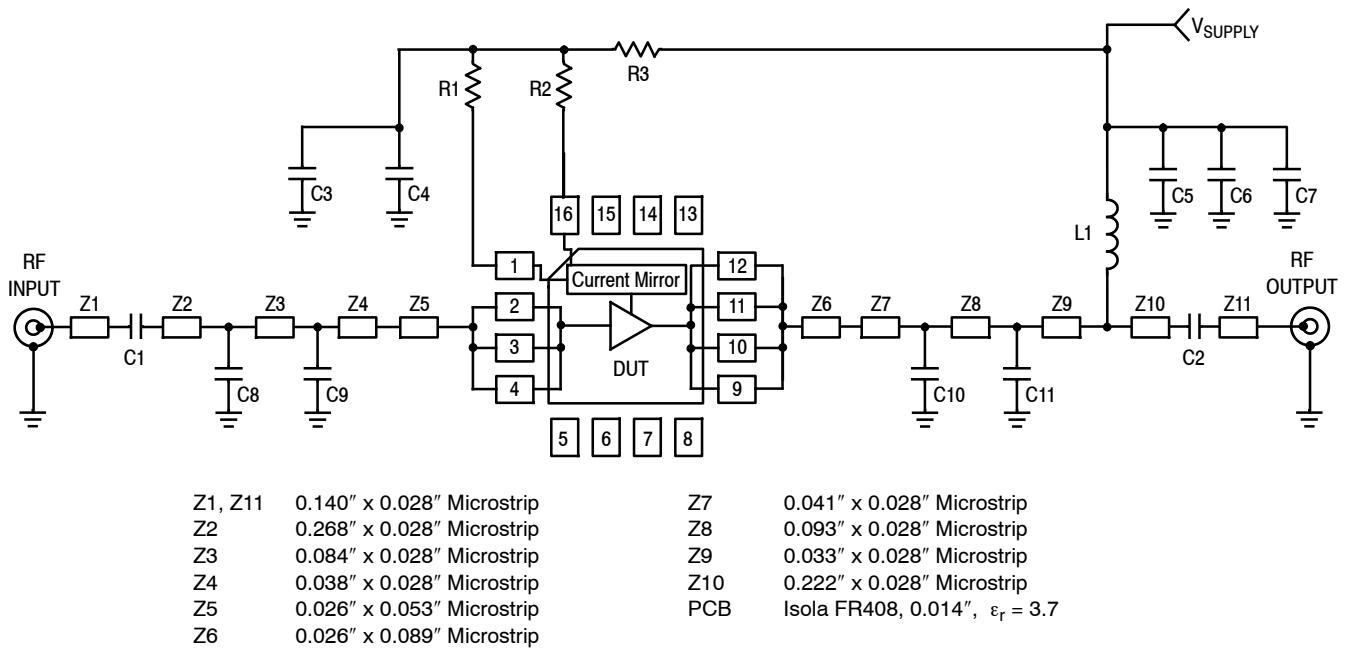 VSUPPLY
R3
R1
R2
C3
C4
C5
C6
C7
16
15
14
13
L1
RF
INPUT
1
Current Mirror
12
RF
OUTPUT
Z1
Z2
Z3
Z4
Z5
2
11
Z6
Z7
Z8
Z9
Z10
Z11
C1
3
DUT
10
C2
C8
C9
4
9
C10
C11
5
6
7
8
Z1, Z11 0.140″ x 0.028″ Microstrip
Z2 0.268″ x 0.028″ Microstrip
Z3 0.084″ x 0.028″ Microstrip
Z4 0.038″ x 0.028″ Microstrip
Z5 0.026″ x 0.053″ Microstrip
Z6 0.026″ x 0.089″ Microstrip
Z7 0.041″ x 0.028″ Microstrip
Z8 0.093″ x 0.028″ Microstrip
Z9 0.033″ x 0.028″ Microstrip
Z10 0.222″ x 0.028″ Microstrip
PCB Isola FR408, 0.014″, εr = 3.7